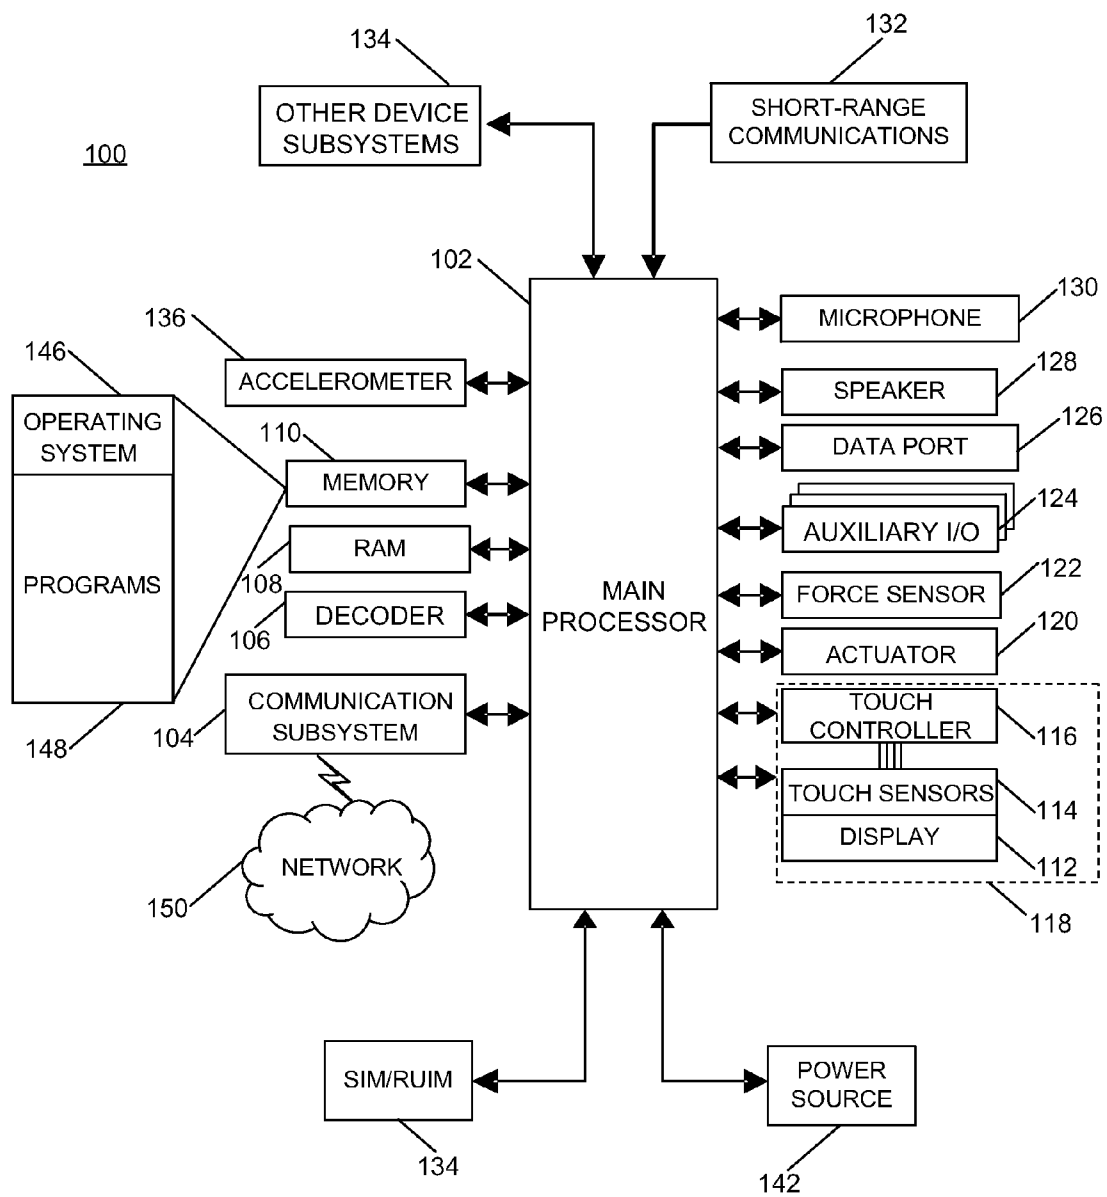 134
132
OTHER DEVICE
SUBSYSTEMS
SHORT-RANGE
COMMUNICATIONS
100
102
130
MICROPHONE
136
ACCELEROMETER
128
SPEAKER
146
OPERATING
SYSTEM
PROGRAMS
148
110
MEMORY
126
DATA PORT
124
AUXILIARY I/O
RAM
108
DECODER
106
MAIN
PROCESSOR
122
FORCE SENSOR
120
ACTUATOR
COMMUNICATION
SUBSYSTEM
104
TOUCH
CONTROLLER
116
TOUCH SENSORS
114
DISPLAY
112
118
NETWORK
150
SIM/RUIM
134
POWER
SOURCE
142